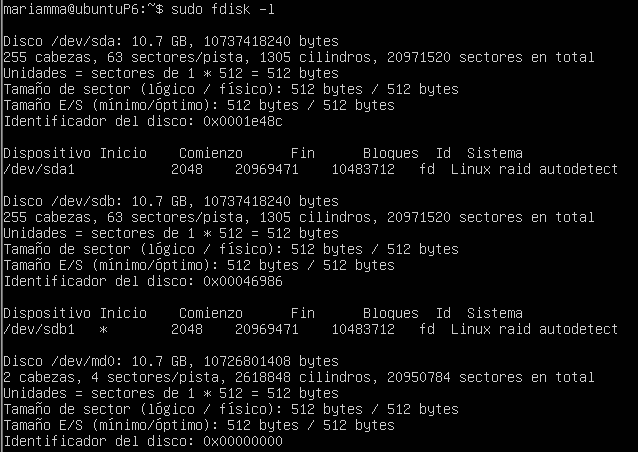 mariamma@ubuntuP6:~$ sudo fdisk -l
Disco /dev/sda: 10.7 GB, 10737418240 bytes
255 cabezas, 63 sectores/pista, 1305 cilindros, 20971520 sectores en total
Unidades = sectores de 1 * 512 = 512 bytes
Tamaño de sector (lógico / físico): 512 bytes / 512 bytes
Tamaño E/S (mínimo/óptimo): 512 bytes / 512 bytes
Identificador del disco: 0x0001e48c
Dispositivo Inicio    Comienzo      Fin      Bloques  Id  Sistema
/dev/sda1            2048    20969471    10483712   fd  Linux raid autodetect
Disco /dev/sdb: 10.7 GB, 10737418240 bytes
255 cabezas, 63 sectores/pista, 1305 cilindros, 20971520 sectores en total
Unidades = sectores de 1 * 512 = 512 bytes
Tamaño de sector (lógico / físico): 512 bytes / 512 bytes
Tamaño E/S (mínimo/óptimo): 512 bytes / 512 bytes
Identificador del disco: 0x00046986
Dispositivo Inicio    Comienzo      Fin      Bloques  Id  Sistema
/dev/sdb1   *        2048    20969471    10483712   fd  Linux raid autodetect
Disco /dev/md0: 10.7 GB, 10726801408 bytes
2 cabezas, 4 sectores/pista, 2618848 cilindros, 20950784 sectores en total
Unidades = sectores de 1 * 512 = 512 bytes
Tamaño de sector (lógico / físico): 512 bytes / 512 bytes
Tamaño E/S (mínimo/óptimo): 512 bytes / 512 bytes
Identificador del disco: 0x00000000